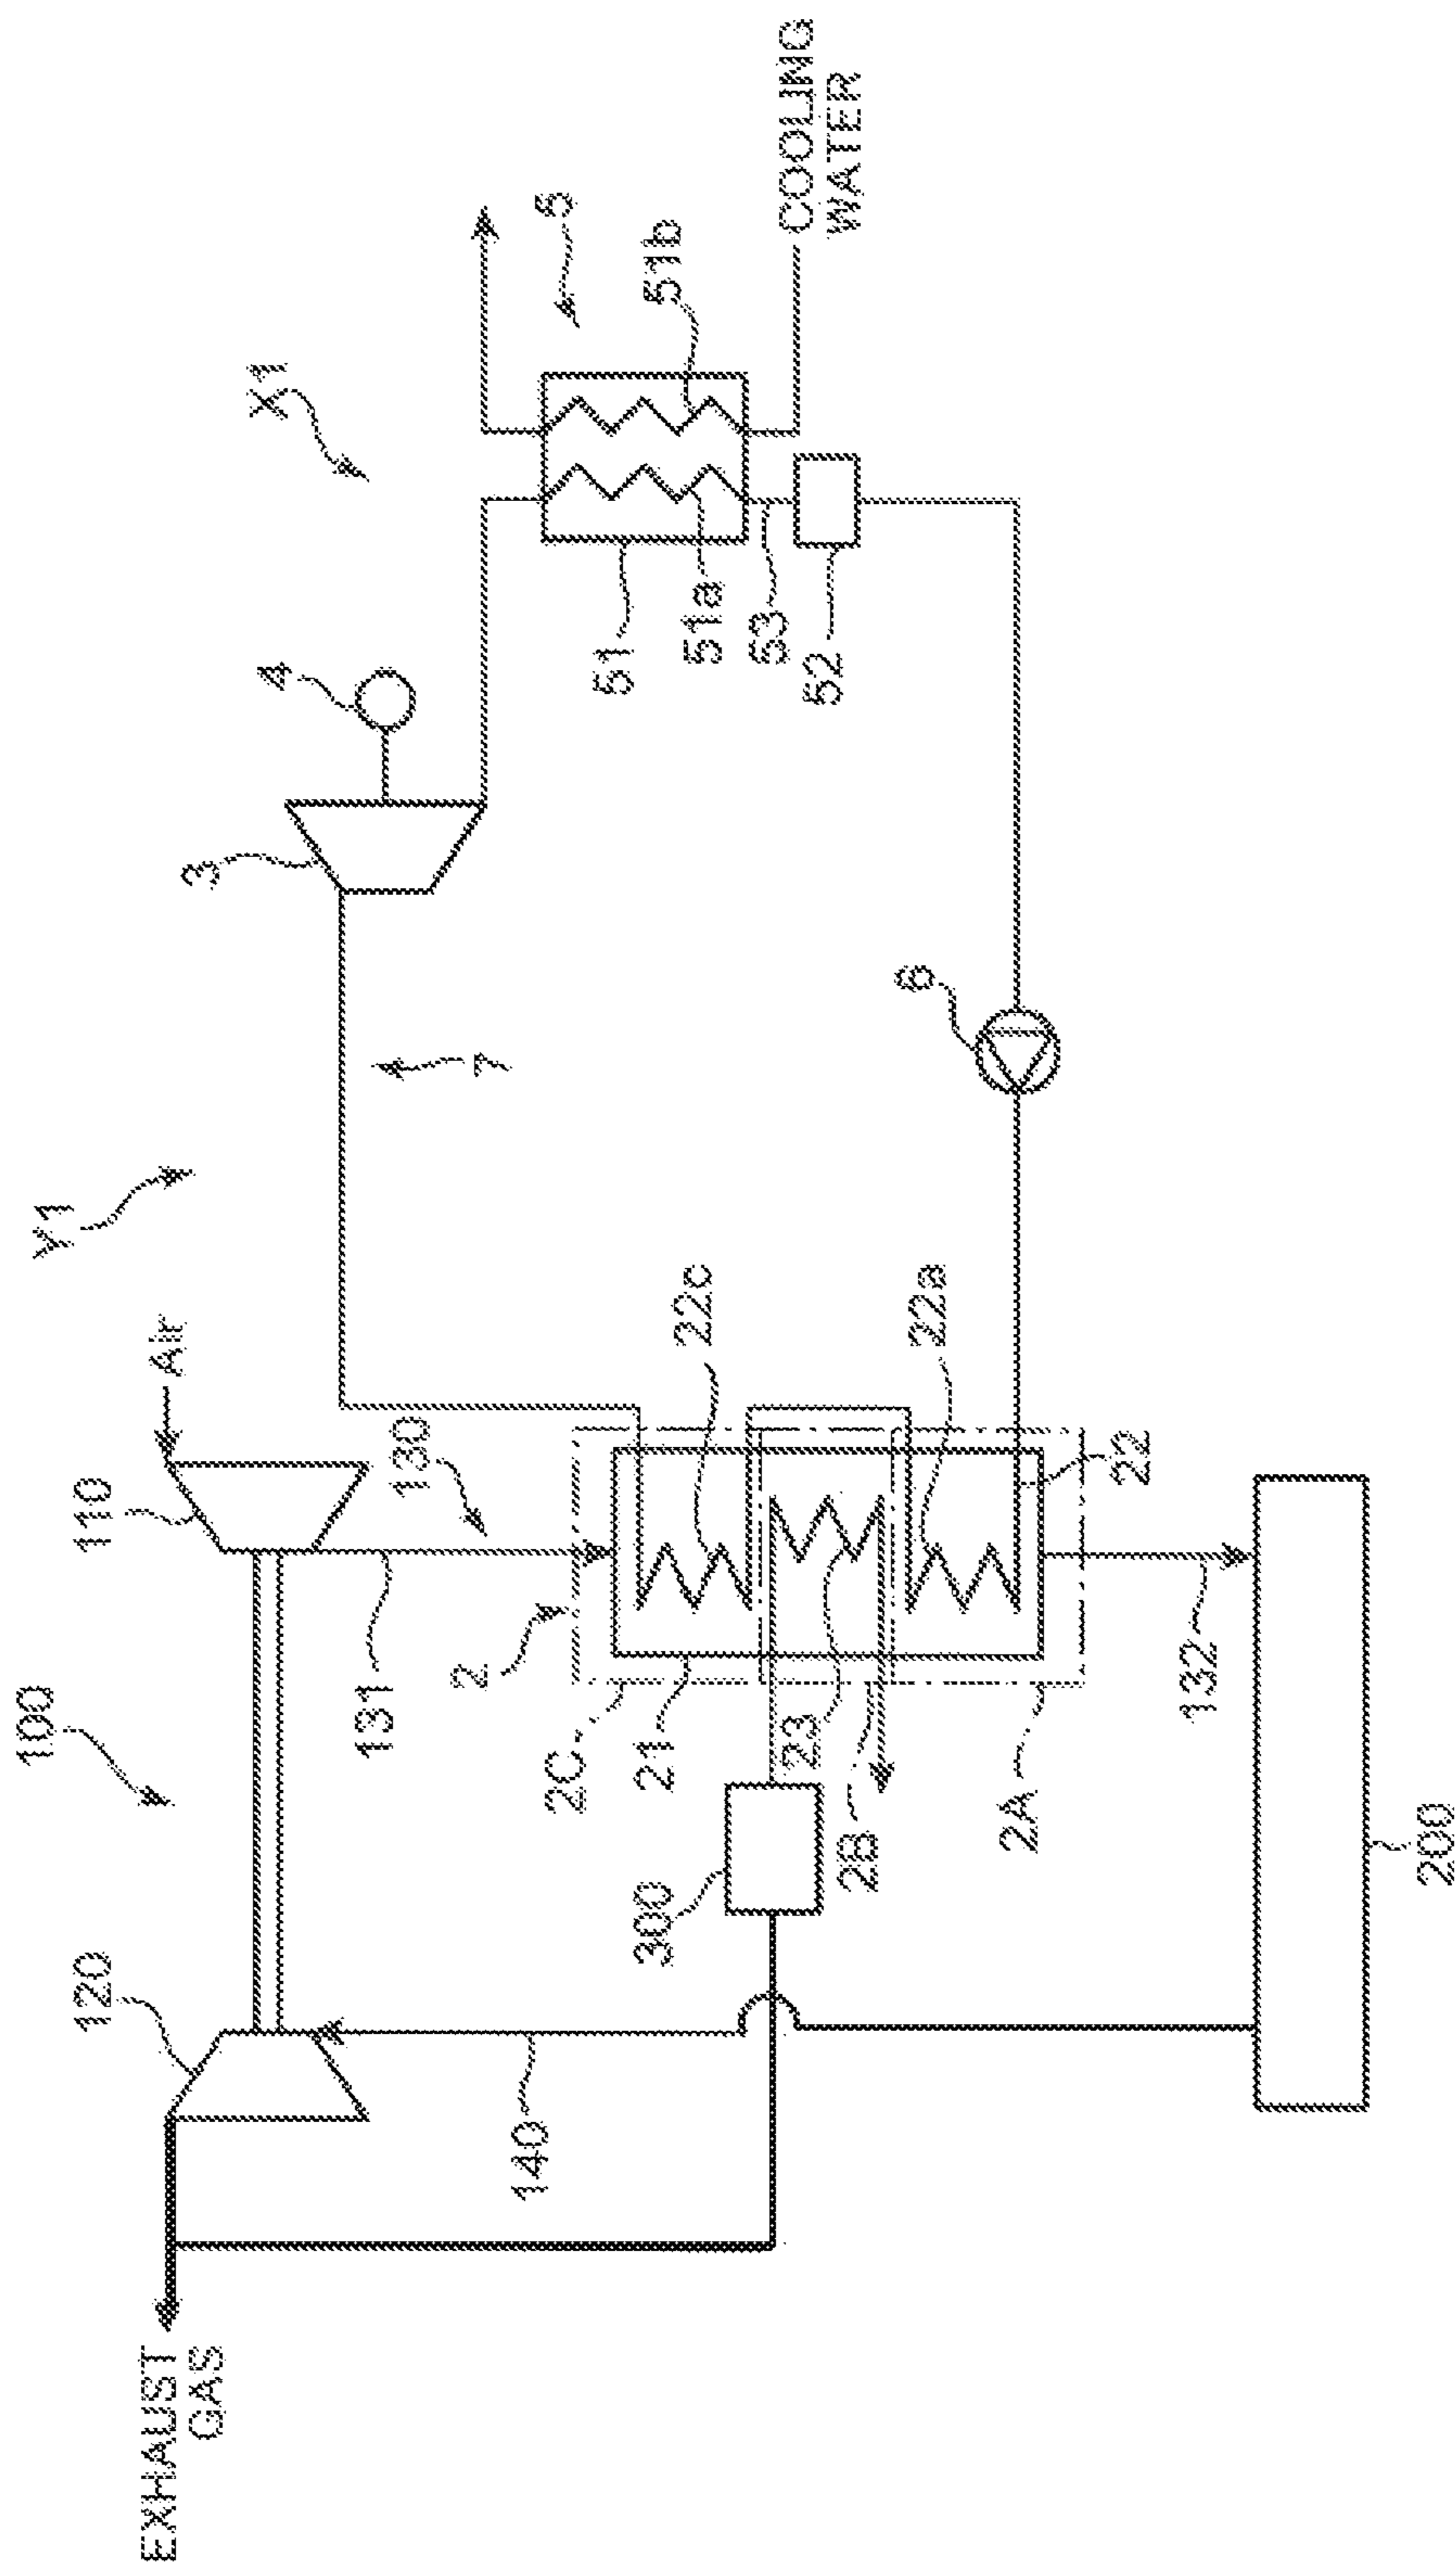 100
Y1
120
110
EXHAUST
GAS
Air
3
4
X1
131
130
2
7
140
5
2C
51
300
21
51b
22c
51a
53
23
COOLING
WATER
52
2B
6
22a
2A
22
132
200